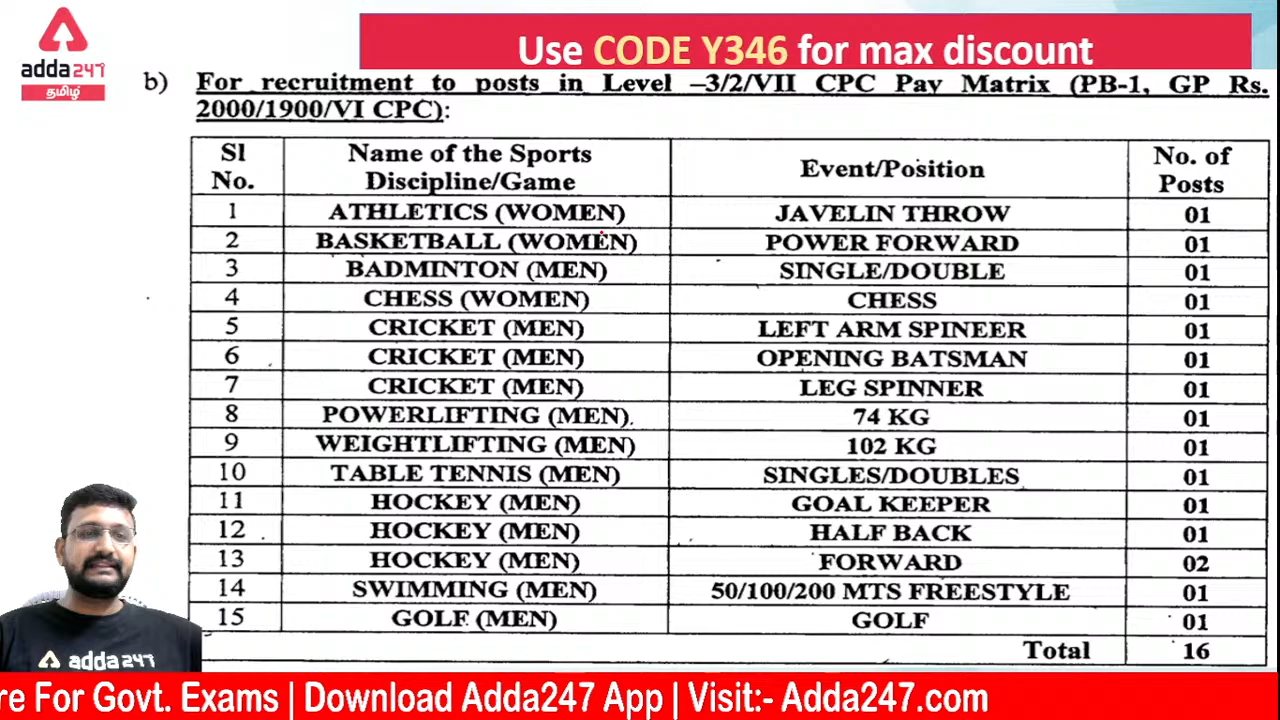 adda247
தமிழ்
Use CODE Y346 for max discount
b) For recruitment to posts in Level –3/2/VII CPC Pay Matrix (PB-1, GP Rs.
2000/1900/VI CPC):
Sl No. Name of the Sports Discipline/Game Event/Position No. of Posts
1 ATHLETICS (WOMEN) JAVELIN THROW 01
2 BASKETBALL (WOMEN) POWER FORWARD 01
3 BADMINTON (MEN) SINGLE/DOUBLE 01
4 CHESS (WOMEN) CHESS 01
5 CRICKET (MEN) LEFT ARM SPINEER 01
6 CRICKET (MEN) OPENING BATSMAN 01
7 CRICKET (MEN) LEG SPINNER 01
8 POWERLIFTING (MEN) 74 KG 01
9 WEIGHTLIFTING (MEN) 102 KG 01
10 TABLE TENNIS (MEN) SINGLES/DOUBLES 01
11 HOCKEY (MEN) GOAL KEEPER 01
12 HOCKEY (MEN) HALF BACK 01
13 HOCKEY (MEN) FORWARD 02
14 SWIMMING (MEN) 50/100/200 MTS FREESTYLE 01
15 GOLF (MEN) GOLF 01
Total 16
adda247
re For Govt. Exams | Download Adda247 App | Visit:- Adda247.com